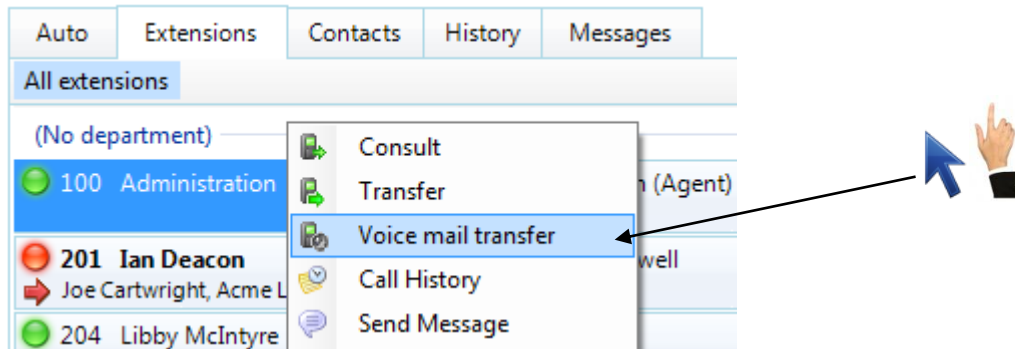 Auto Extensions Contacts History Messages
All extensions
(No department)
Consult
100 Administration Transfer (Agent)
Voice mail transfer
201 Ian Deacon
Joe Cartwright, Acme
Call History
204 Libby McIntyre Send Message